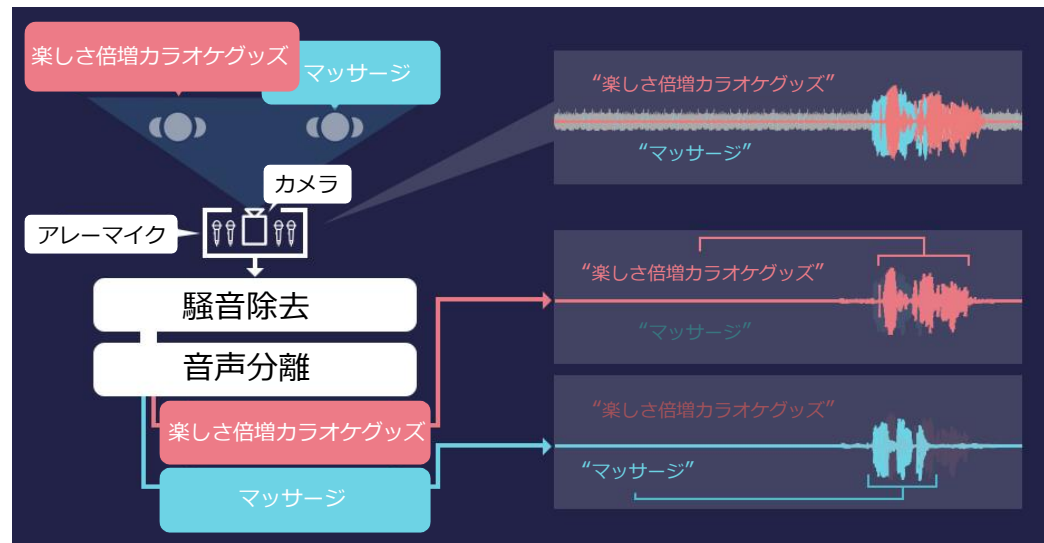 楽しさ倍増カラオケグッズ
マッサージ
カメラ
アレーマイク
騒音除去
音声分離
楽しさ倍増カラオケグッズ
マッサージ
“楽しさ倍増カラオケグッズ”
“マッサージ”
“楽しさ倍増カラオケグッズ”
“マッサージ”
“楽しさ倍増カラオケグッズ”
“マッサージ”